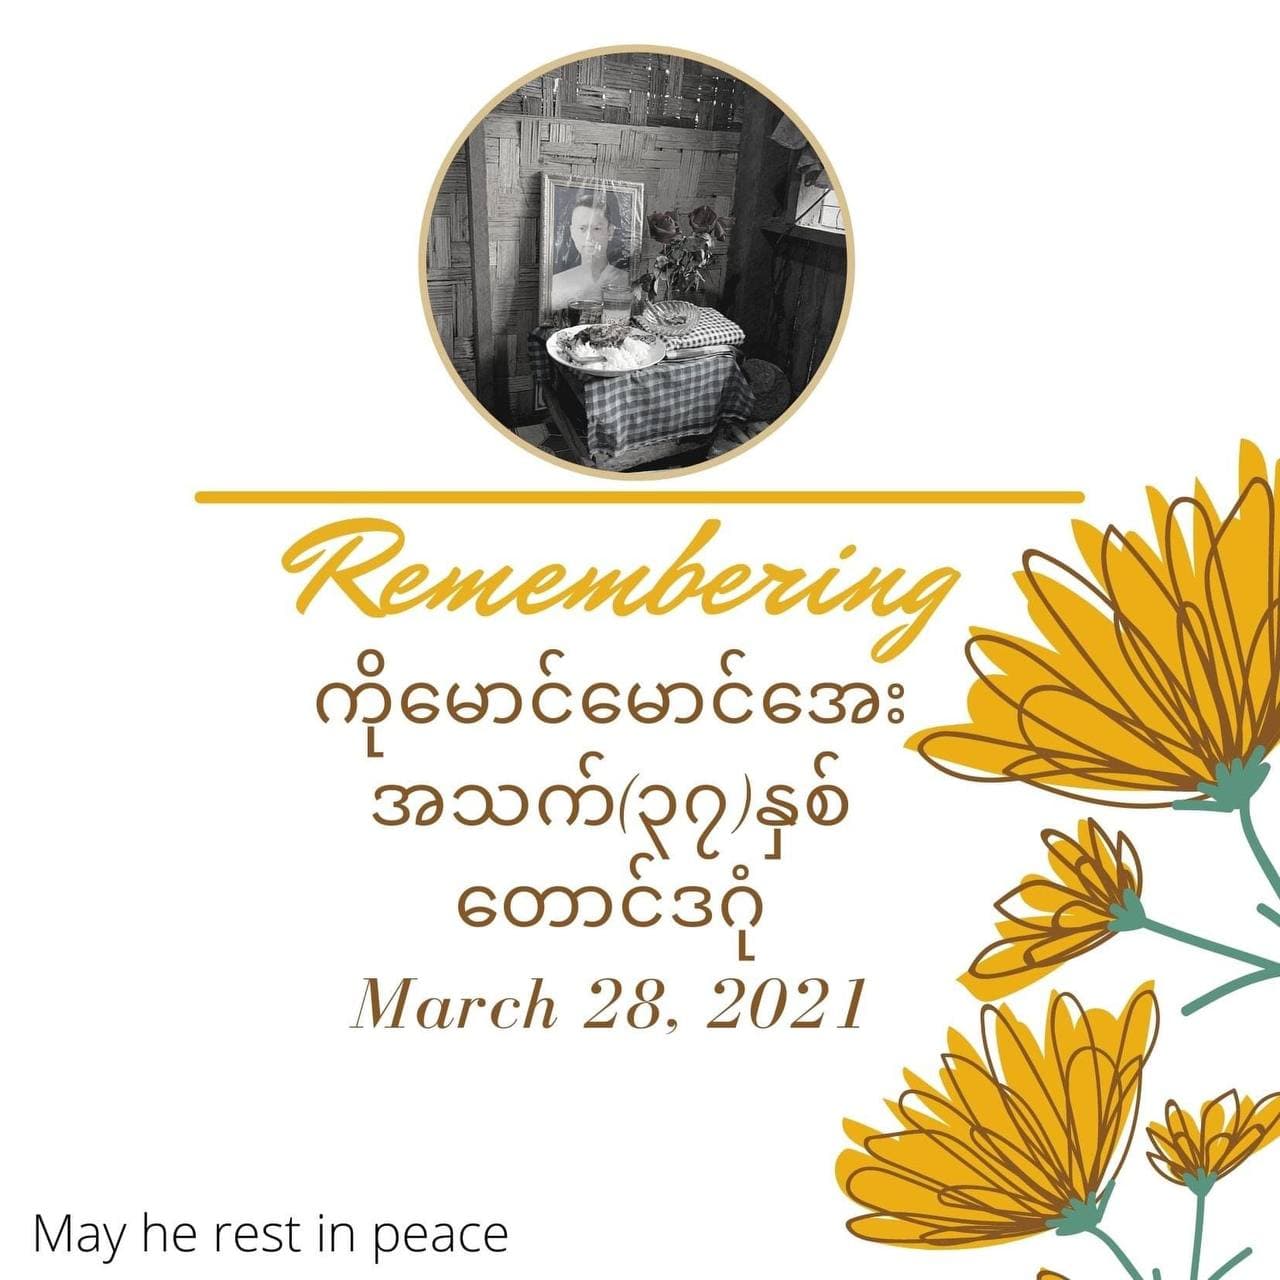 Remembering
ကိုမောင်မောင်အေး
အသက်(၃၇)နှစ်
တောင်ဒဂုံ
March 28, 2021
May he rest in peace